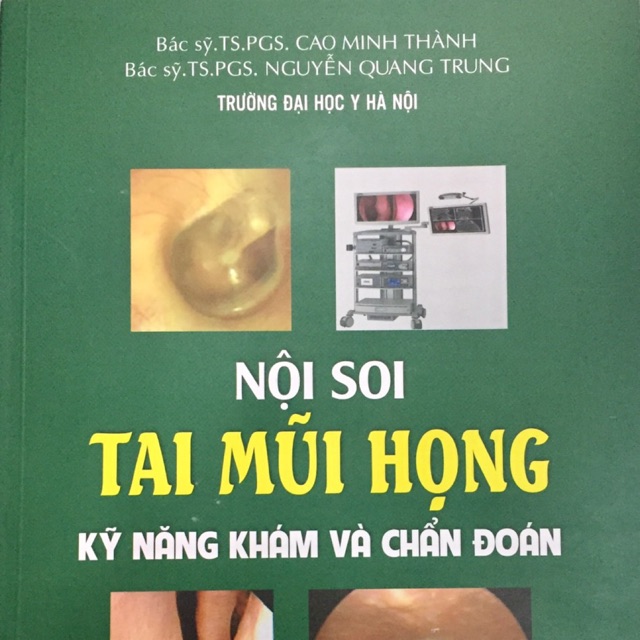 Bác sỹ.TS.PGS. CAO MINH THÀNH
Bác sỹ.TS.PGS. NGUYỄN QUANG TRUNG
TRƯỜNG ĐẠI HỌC Y HÀ NỘI
NỘI SOI
TAI MŨI HỌNG
KỸ NĂNG KHÁM VÀ CHẨN ĐOÁN